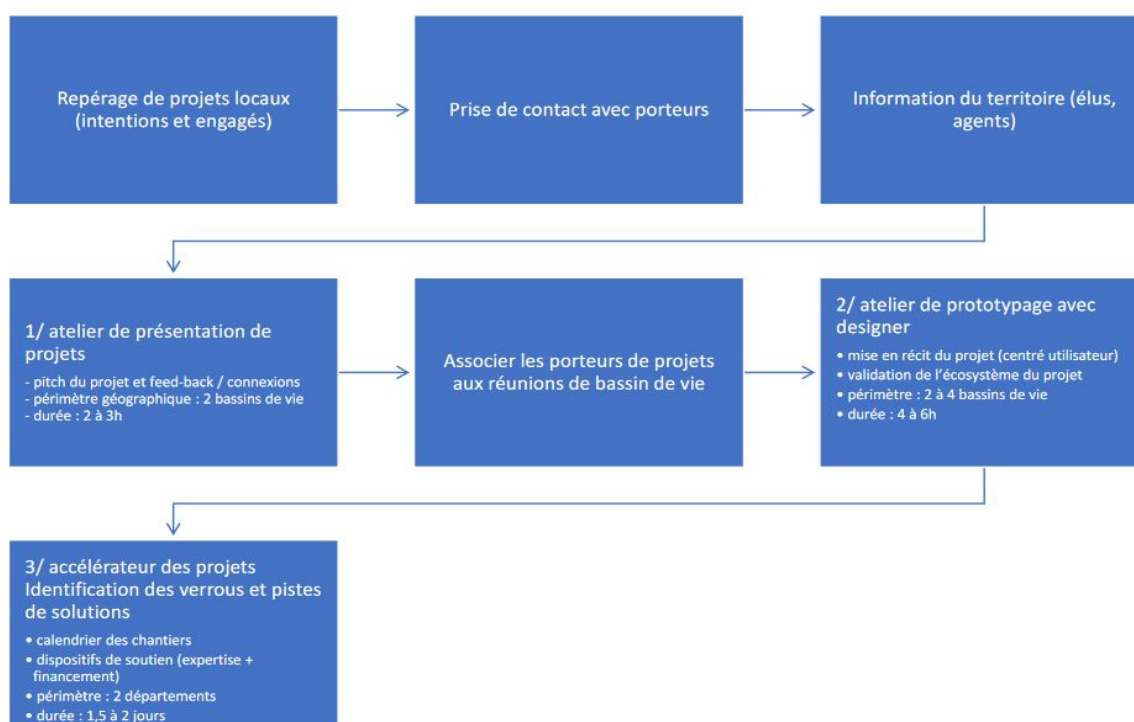 Repérage de projets locaux
(intentions et engagés)
Prise de contact avec porteurs
Information du territoire (élus,
agents)
1/ atelier de présentation de
projets
- pitch du projet et feed-back / connexions
- périmètre géographique : 2 bassins de vie
- durée : 2 à 3h
Associer les porteurs de projets
aux réunions de bassin de vie
2/ atelier de prototypage avec
designer
• mise en récit du projet (centré utilisateur)
• validation de l’écosystème du projet
• périmètre : 2 à 4 bassins de vie
• durée : 4 à 6h
3/ accélérateur des projets
Identification des verrous et pistes
de solutions
• calendrier des chantiers
• dispositifs de soutien (expertise +
financement)
• périmètre : 2 départements
• durée : 1,5 à 2 jours